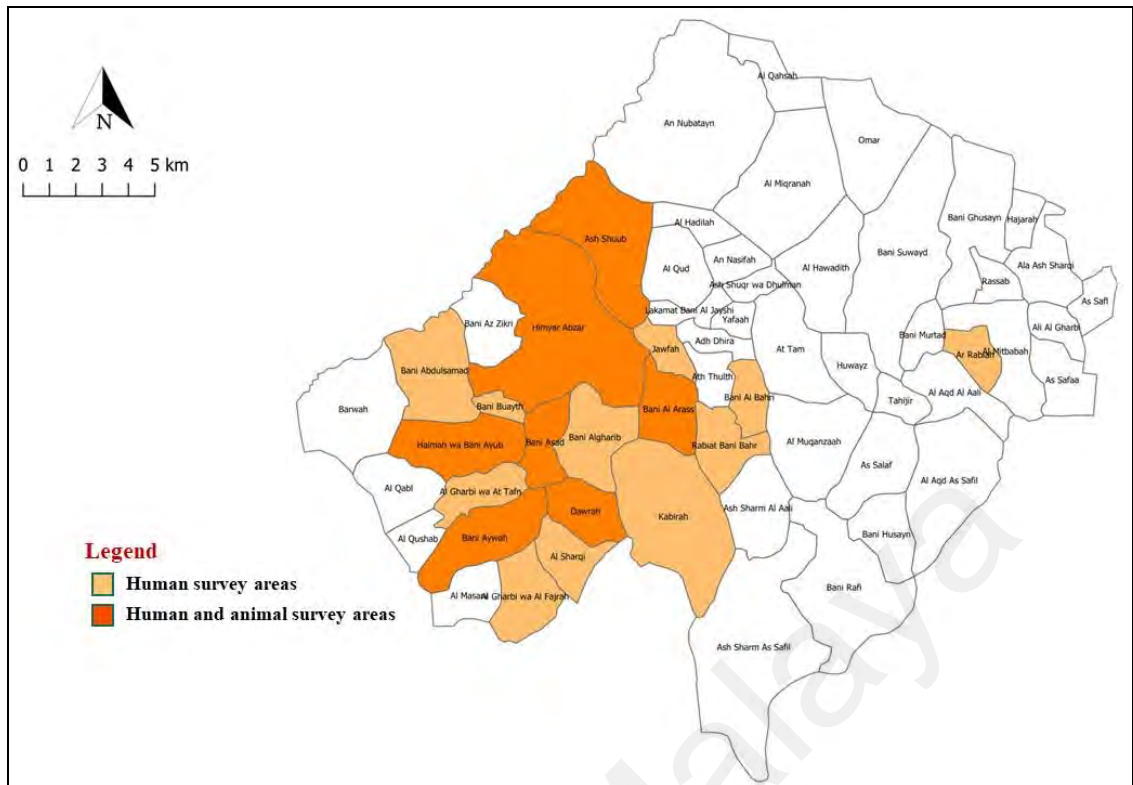 Al Qahsah
An Nubatayn
Omar
N
0 1 2 3 4 5 km
Al Miqranah
Bani Ghusayn
Hajarah
Al Hadilah
Ash Shuub
Bani Suwayd
An Nasifah
Al Hawadith
Ala Ash Sharqi
Al Qud
Rassab
Ash Shuqr wa Dhulman
As Safl
Lakamat Bani Al Jayshi
Yafaah
Bani Az Zikri
Himyar Abzar
Ali Al Gharbi
Bani Murtad
Adh Dhira
Jawfah
At Tam
Al Mitbabah
Ar Rabiah
Huwayz
Bani Abdulsamad
Ath Thulth
As Safaa
Al Aqd Al Aali
Bani Al Bahr
Tahijir
Bani Buayth
Barwah
Bani Al Arass
Bani Algharib
Bani Asad
Haimah wa Bani Ayub
Rabiat Bani Bahr
Al Muqanzaah
As Salaf
Al Aqd As Safil
Al Qabl
Al Gharbi wa At Tafn
Ash Sharm Al Aali
Dawrah
Kabirah
Bani Husayn
Al Qushab
Bani Aywah
Al Sharqi
Legend
Human survey areas
Bani Rafi
Al Gharbi wa Al Fajrah
Human and animal survey areas
Ash Sharm As Safil
Malaya